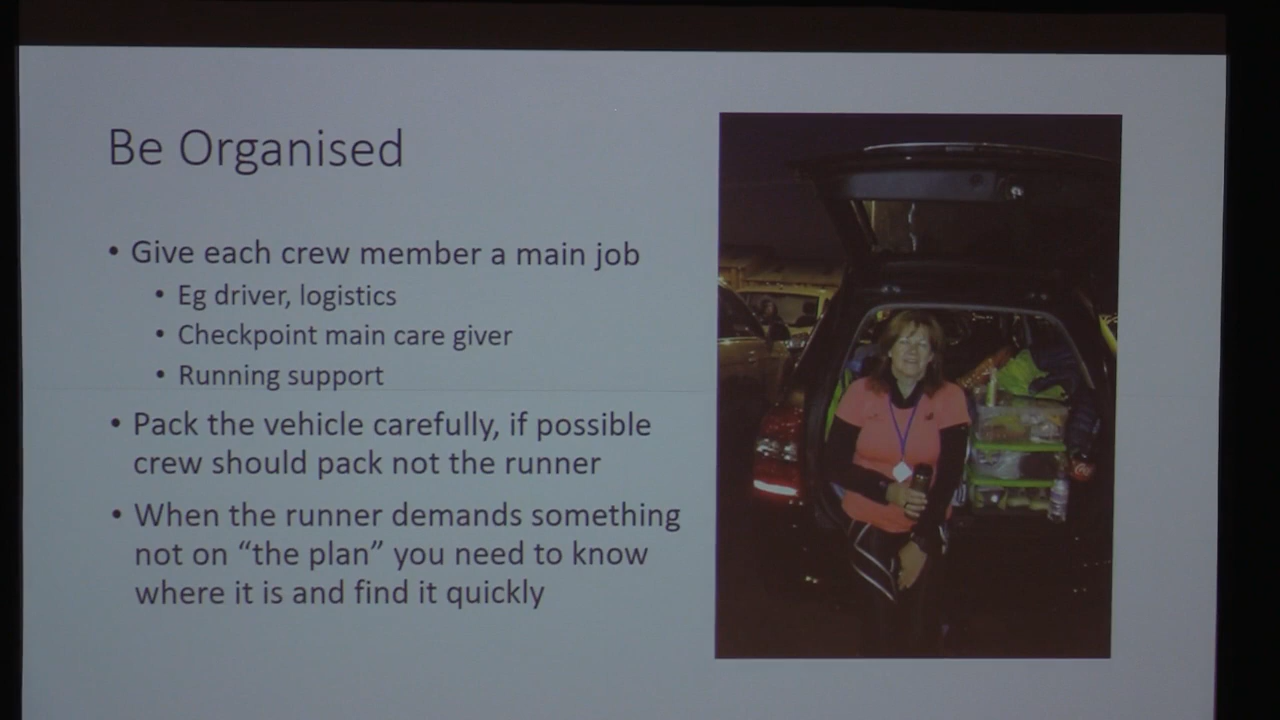 Be Organised
• Give each crew member a main job
• Eg driver, logistics
• Checkpoint main care giver
• Running support
• Pack the vehicle carefully, if possible
crew should pack not the runner
• When the runner demands something
not on “the plan” you need to know
where it is and find it quickly